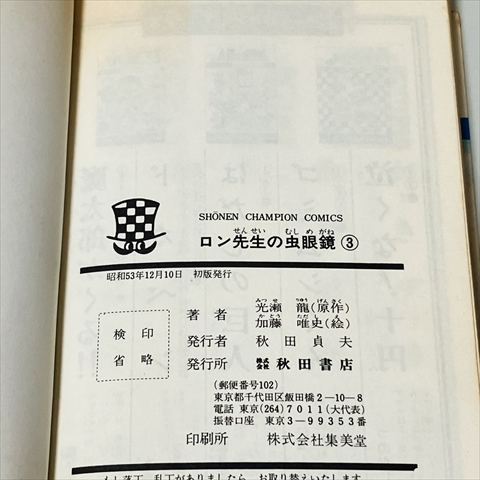 SHŌNEN CHAMPION COMICS
せんせい むしめがね
ロン先生の虫眼鏡③
昭和53年12月10日 初版発行
検印
省略
みつせ りゅう げんさく
著者 光瀬 龍(原作)
かとう ただし え
加藤 唯史(絵)
発行者 秋田貞夫
発行所 株式会社 秋田書店
(郵便番号102)
東京都千代田区飯田橋2-10-8
電話 東京(264)7011(大代表)
振替口座 東京3-99353番
印刷所 株式会社集美堂